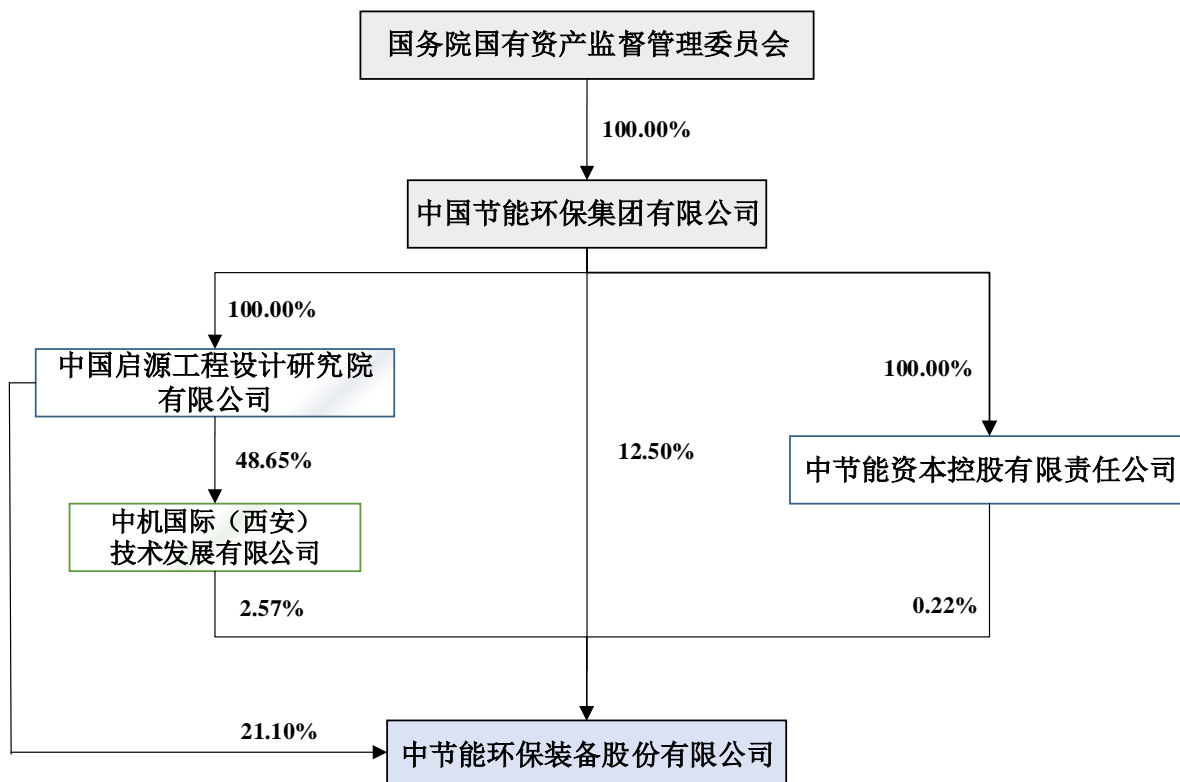 国务院国有资产监督管理委员会
100.00%
中国节能环保集团有限公司
100.00%
中国启源工程设计研究院
有限公司
100.00%
48.65%
12.50%
中节能资本控股有限责任公司
中机国际（西安）
技术发展有限公司
2.57%
0.22%
21.10%
中节能环保装备股份有限公司